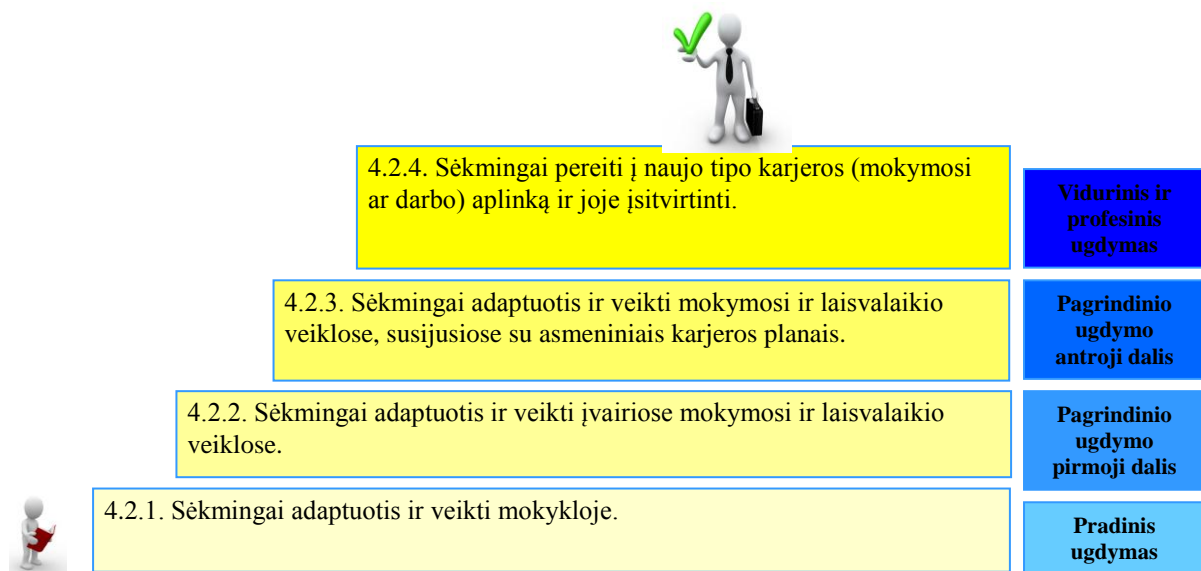 4.2.4. Sėkmingai pereiti į naujo tipo karjeros (mokymosi
ar darbo) aplinką ir joje įsitvirtinti.
Vidurinis ir
profesinis
ugdymas
4.2.3. Sėkmingai adaptuotis ir veikti mokymosi ir laisvalaikio
veiklose, susijusiose su asmeniniais karjeros planais.
Pagrindinio
ugdymo
antroji dalis
4.2.2. Sėkmingai adaptuotis ir veikti įvairiose mokymosi ir laisvalaikio
veiklose.
Pagrindinio
ugdymo
pirmoji dalis
4.2.1. Sėkmingai adaptuotis ir veikti mokykloje.
Pradinis
ugdymas